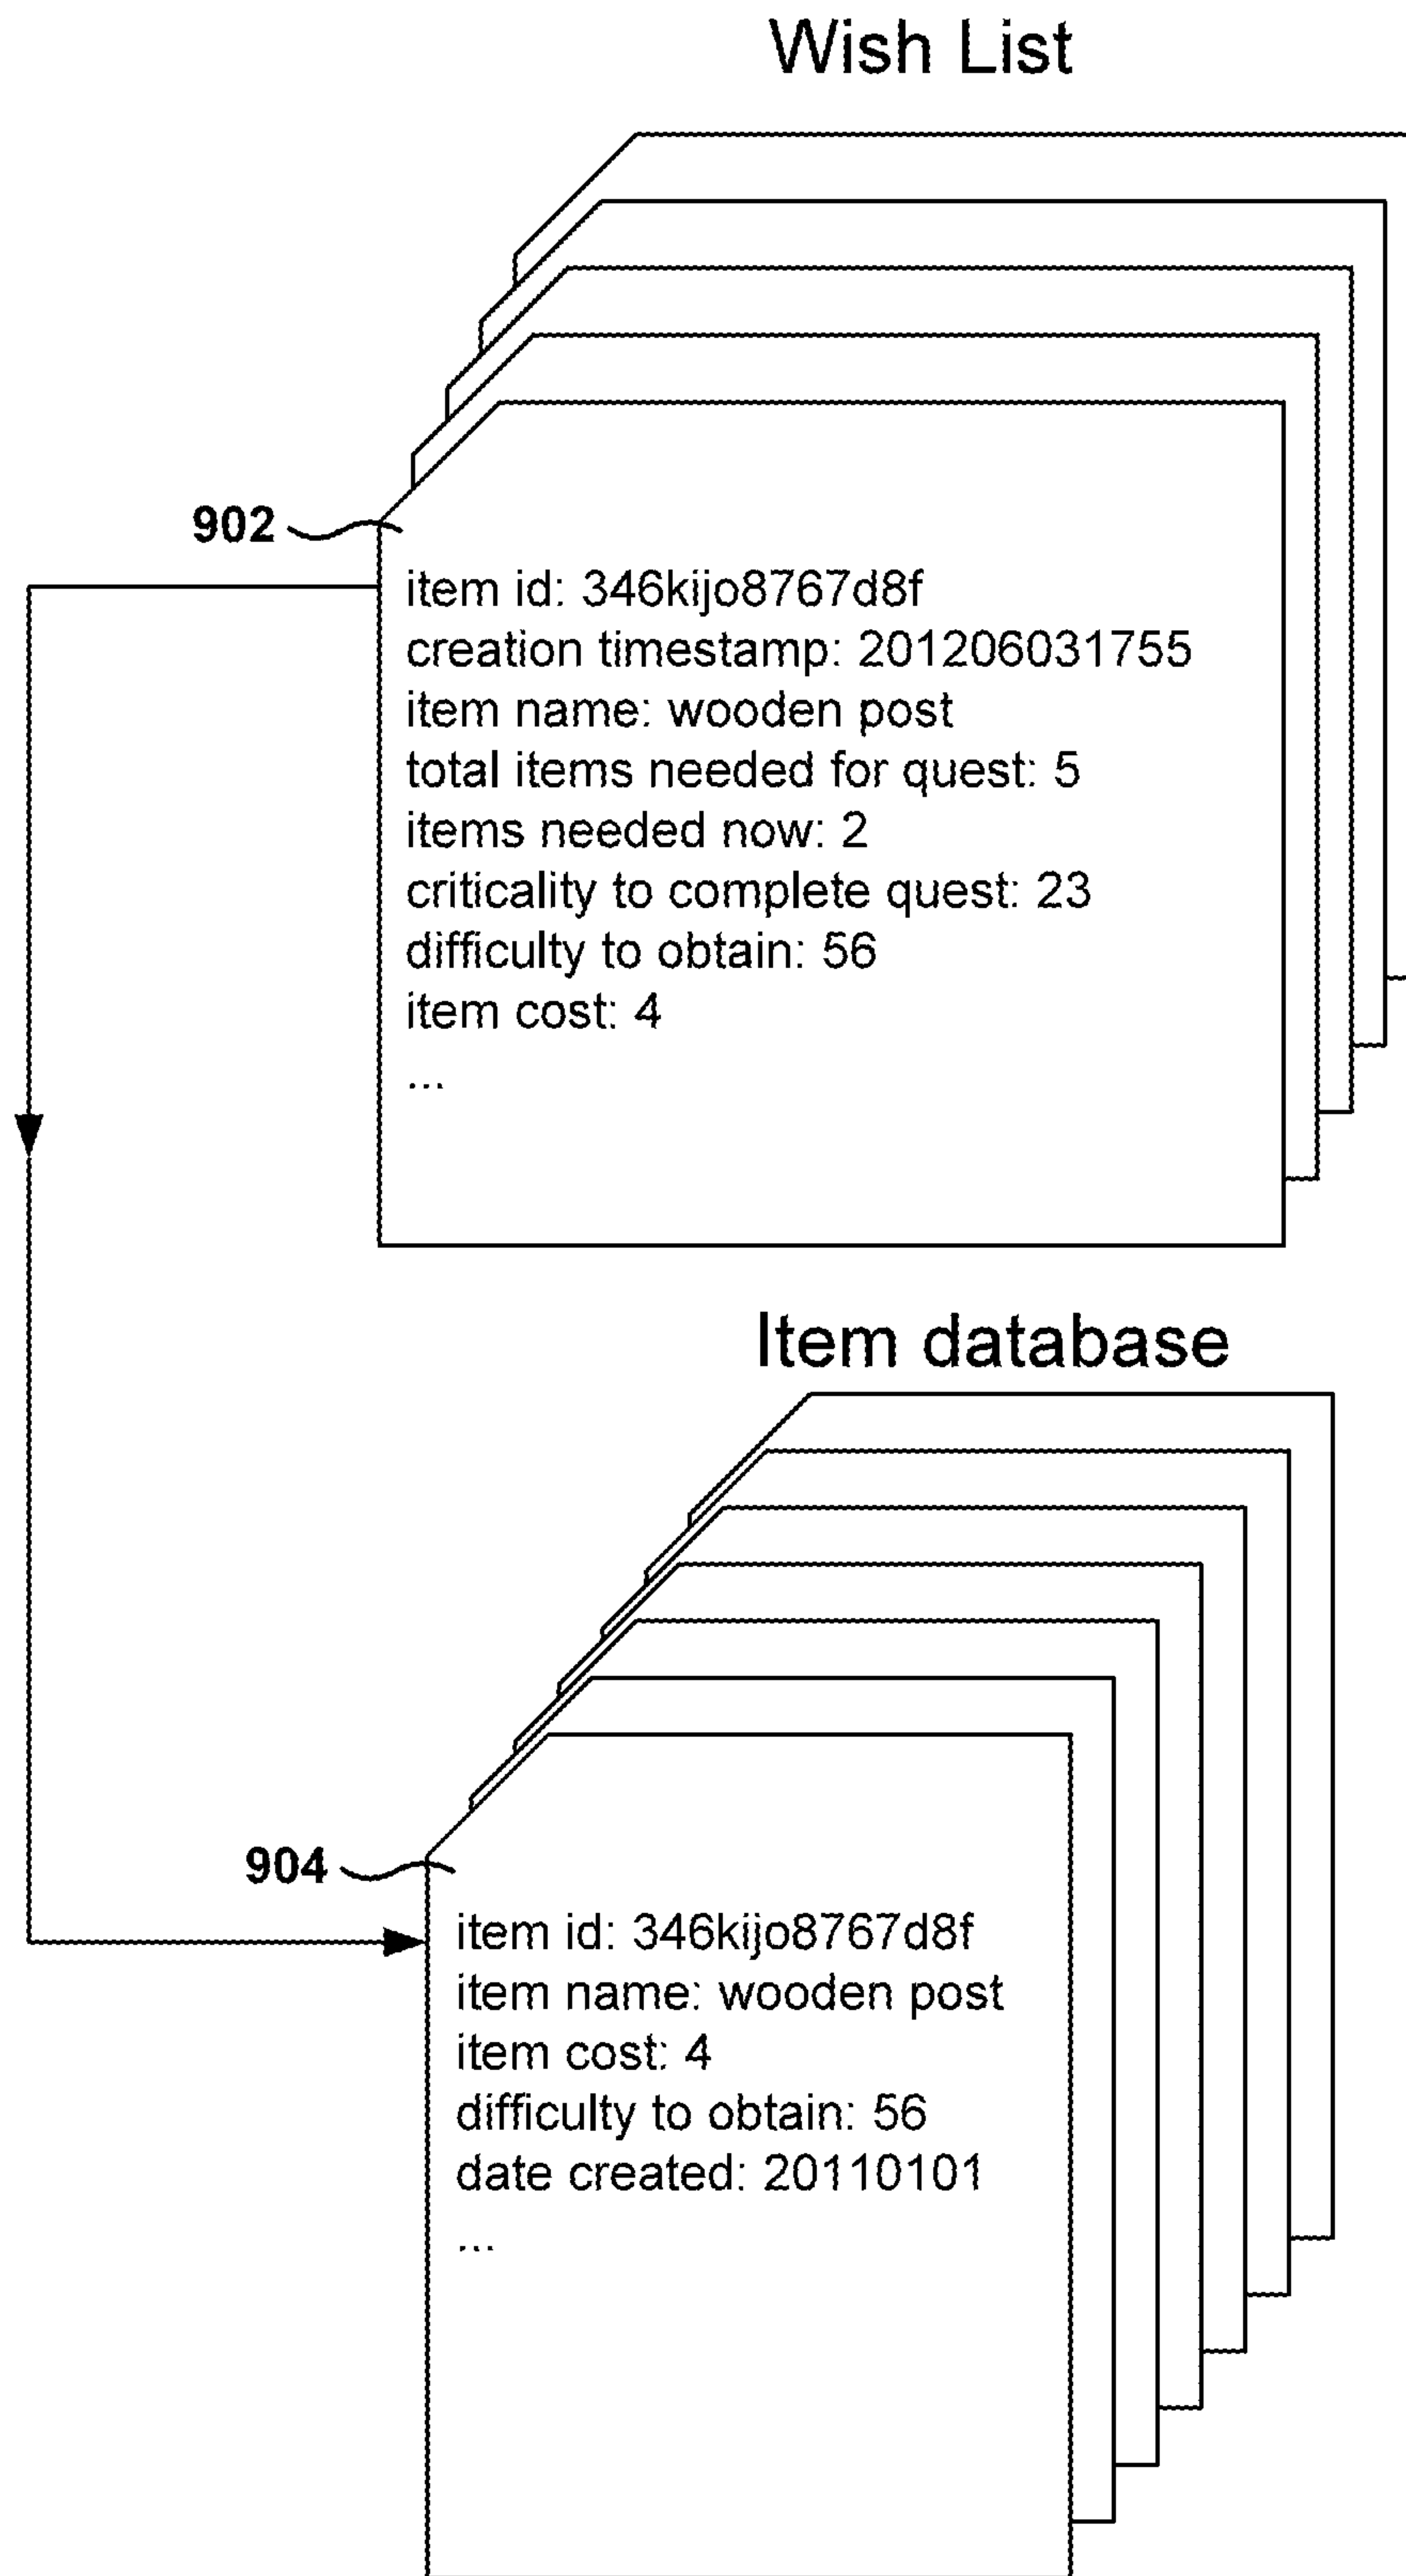 Wish List
902
item id: 346kijo8767d8f
creation timestamp: 201206031755
item name: wooden post
total items needed for quest: 5
items needed now: 2
criticality to complete quest: 23
difficulty to obtain: 56
item cost: 4
...
Item database
904
item id: 346kijo8767d8f
item name: wooden post
item cost: 4
difficulty to obtain: 56
date created: 20110101
...